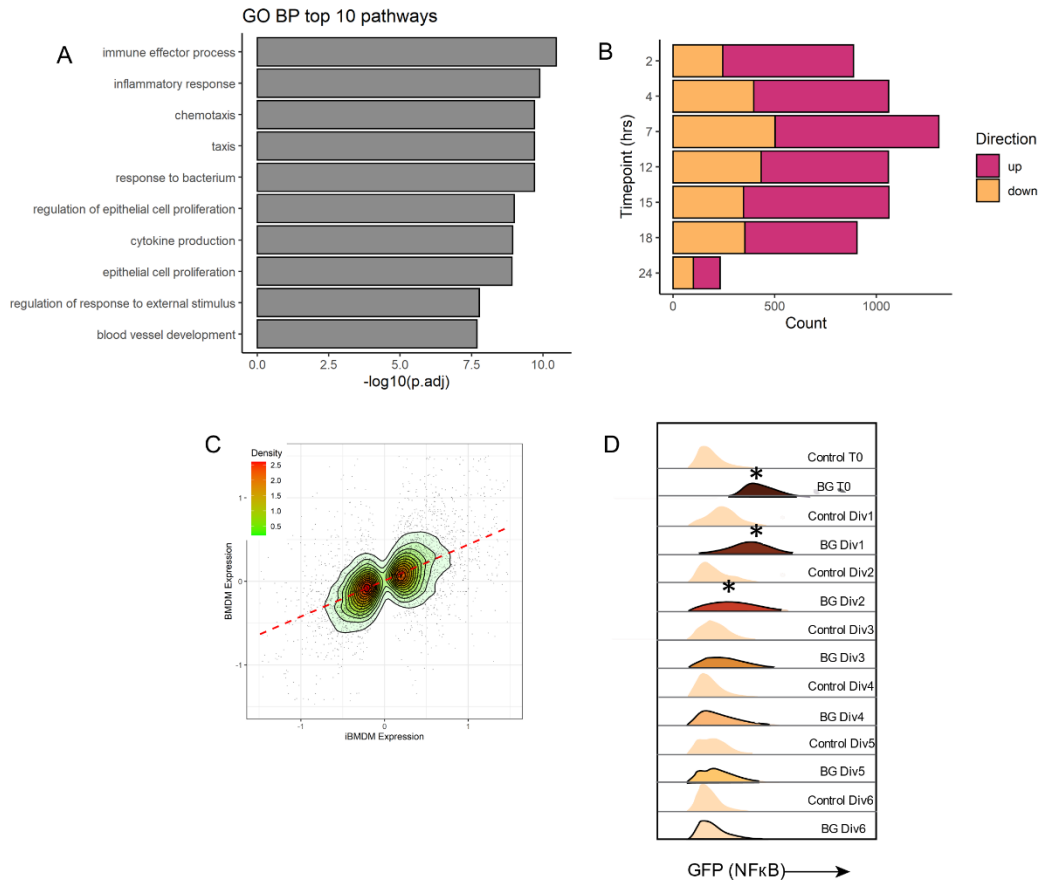 GO BP top 10 pathways
A
immune effector process
inflammatory response
chemotaxis
taxis
response to bacterium
regulation of epithelial cell proliferation
cytokine production
epithelial cell proliferation
regulation of response to external stimulus
blood vessel development
0.0 2.5 5.0 7.5 10.0
-log10(p.adj)
B
Timepoint (hrs)
2
4
7
12
15
18
24
0 500 1000
Count
Direction
up
down
C
Density
2.5
2.0
1.5
1.0
0.5
BMDM Expression
1
0
-1
-1 0 1
iBMDM Expression
D
Control T0
*
BG T0
Control Div1
*
BG Div1
Control Div2
*
BG Div2
Control Div3
BG Div3
Control Div4
BG Div4
Control Div5
BG Div5
Control Div6
BG Div6
GFP (NFκB)